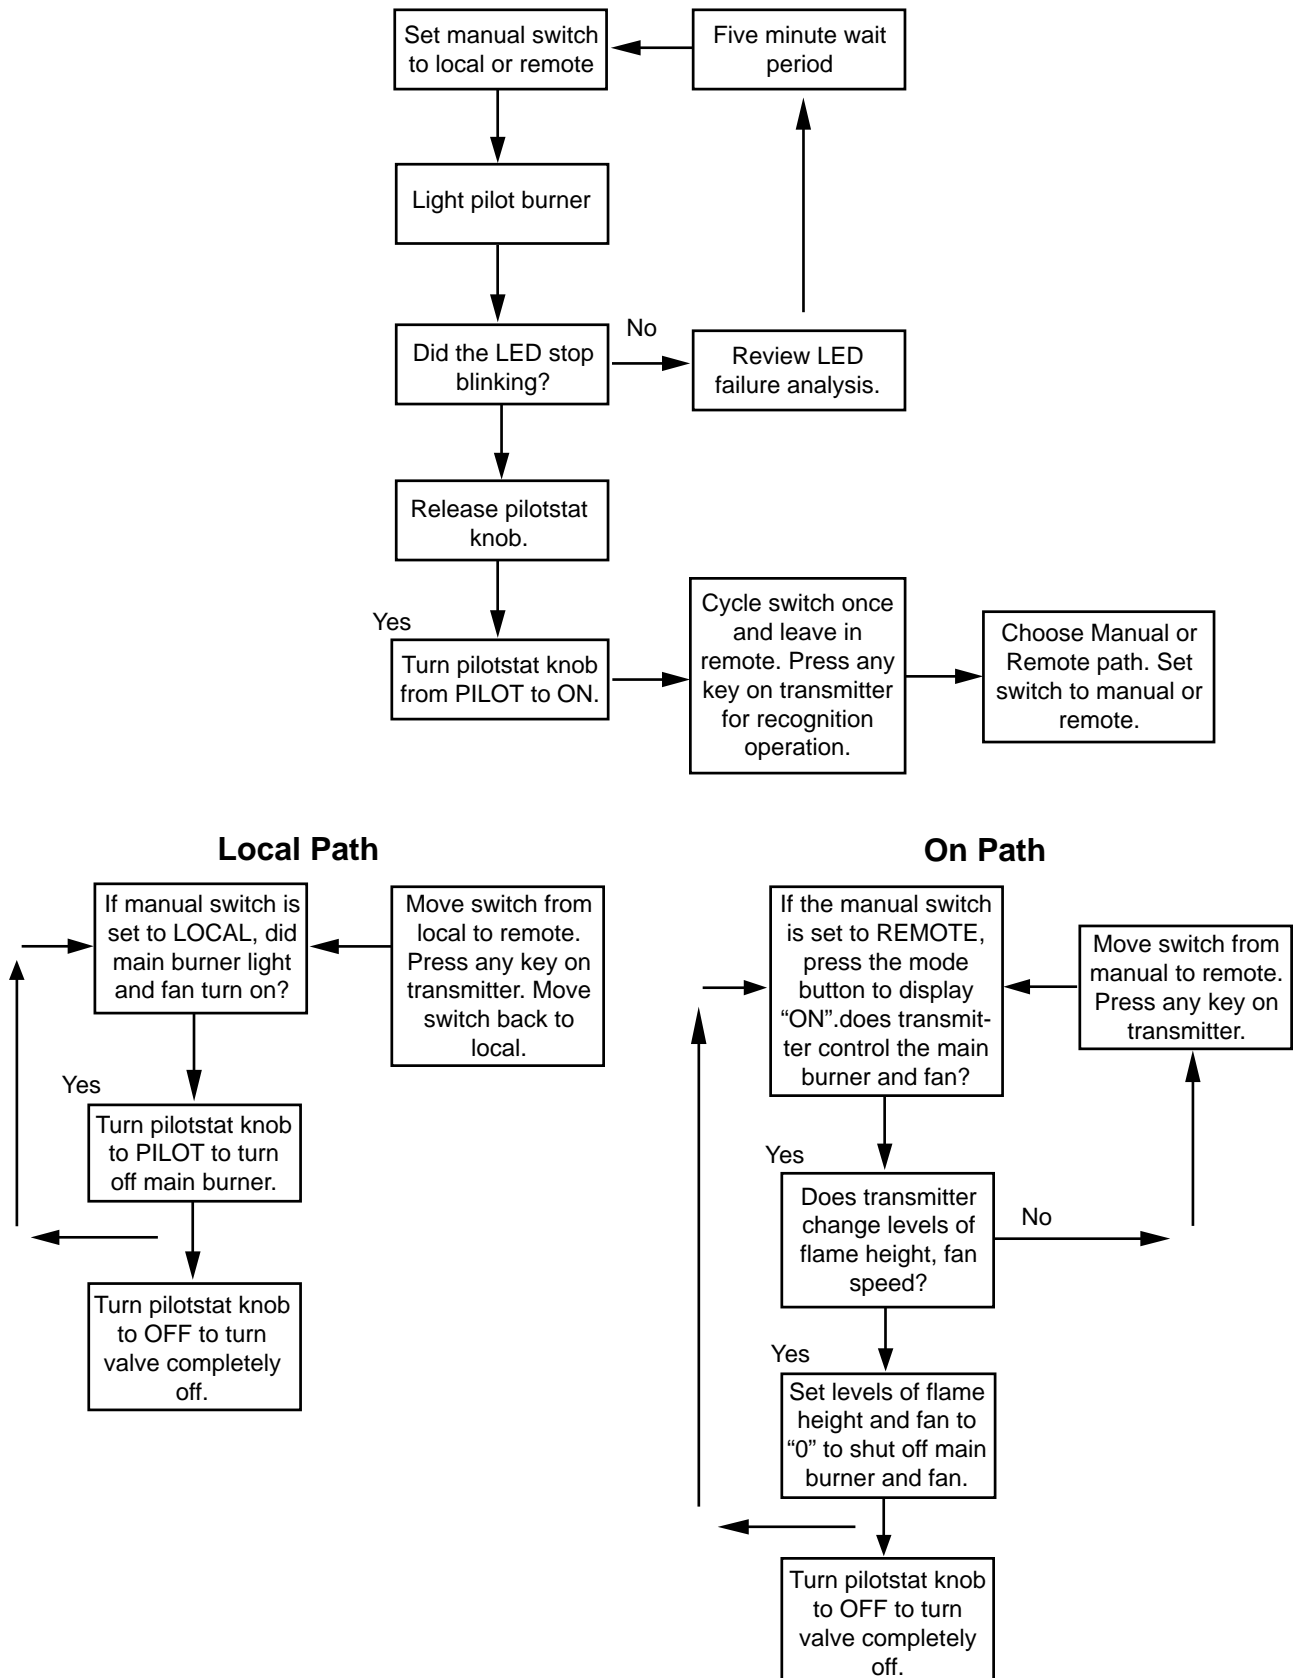 Set manual switch
to local or remote
Five minute wait
period
Light pilot burner
Did the LED stop
blinking?
No
Review LED
failure analysis.
Release pilotstat
knob.
Yes
Turn pilotstat knob
from PILOT to ON.
Cycle switch once
and leave in
remote. Press any
key on transmitter
for recognition
operation.
Choose Manual or
Remote path. Set
switch to manual or
remote.
Local Path
If manual switch is
set to LOCAL, did
main burner light
and fan turn on?
Move switch from
local to remote.
Press any key on
transmitter. Move
switch back to
local.
Yes
Turn pilotstat knob
to PILOT to turn
off main burner.
Turn pilotstat knob
to OFF to turn
valve completely
off.
On Path
If the manual switch
is set to REMOTE,
press the mode
button to display
“ON”.does transmit-
ter control the main
burner and fan?
Move switch from
manual to remote.
Press any key on
transmitter.
Yes
Does transmitter
change levels of
flame height, fan
speed?
No
Yes
Set levels of flame
height and fan to
“0” to shut off main
burner and fan.
Turn pilotstat knob
to OFF to turn
valve completely
off.